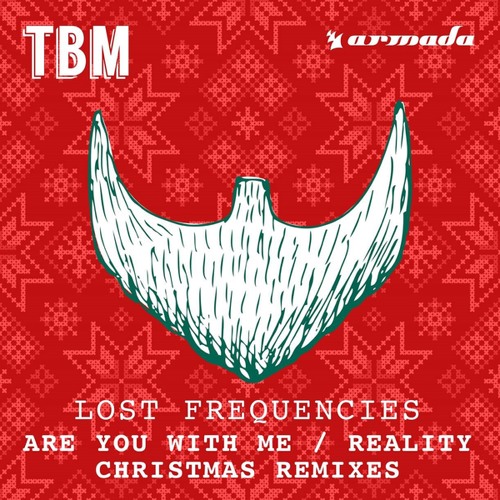 TBM
armada
LOST FREQUENCIES
ARE YOU WITH ME / REALITY
CHRISTMAS REMIXES